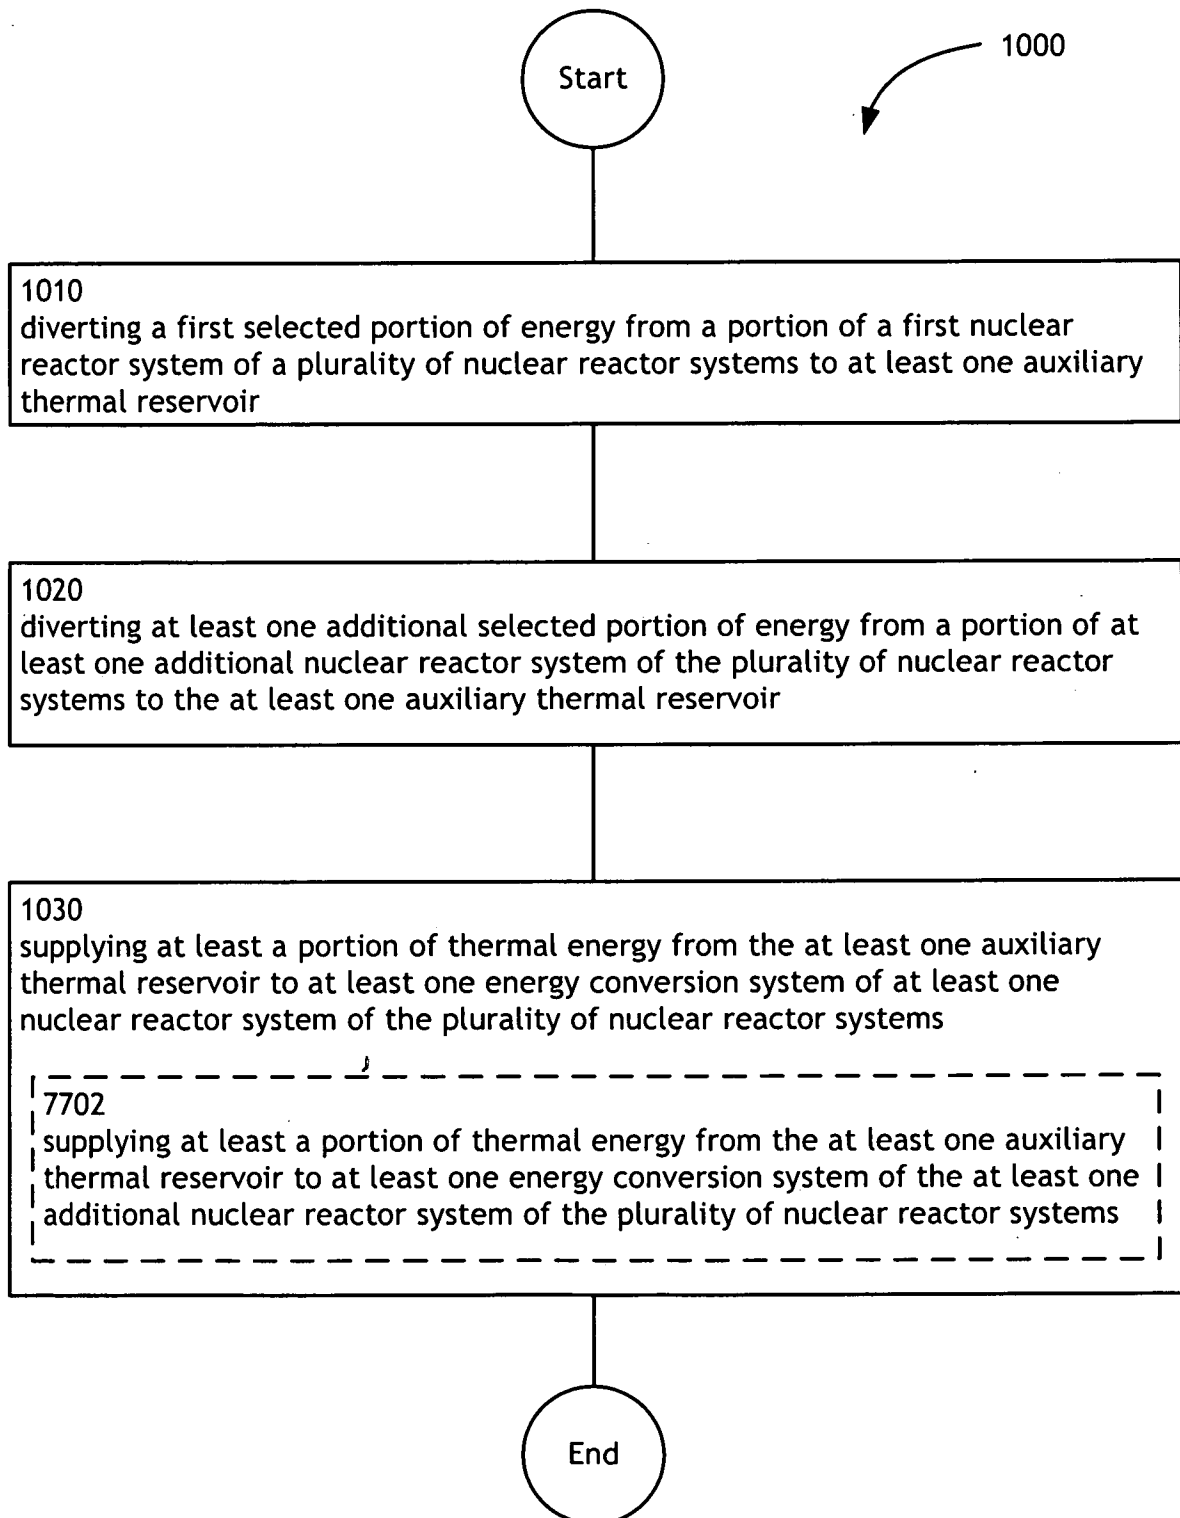 Start
1000
1010
diverting a first selected portion of energy from a portion of a first nuclear
reactor system of a plurality of nuclear reactor systems to at least one auxiliary
thermal reservoir
1020
diverting at least one additional selected portion of energy from a portion of at
least one additional nuclear reactor system of the plurality of nuclear reactor
systems to the at least one auxiliary thermal reservoir
1030
supplying at least a portion of thermal energy from the at least one auxiliary
thermal reservoir to at least one energy conversion system of at least one
nuclear reactor system of the plurality of nuclear reactor systems
7702
supplying at least a portion of thermal energy from the at least one auxiliary
thermal reservoir to at least one energy conversion system of the at least one
additional nuclear reactor system of the plurality of nuclear reactor systems
End